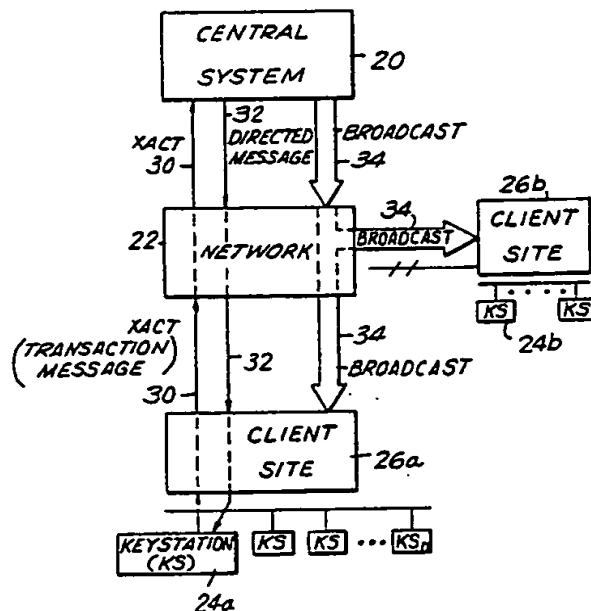 CENTRAL
SYSTEM
20
XACT
30
32
DIRECTED
MESSAGE
BROADCAST
34
26b
22
NETWORK
34
BROADCAST
CLIENT
SITE
KS
KS
24b
XACT
(TRANSACTION
MESSAGE)
30
32
34
BROADCAST
CLIENT
SITE
26a
KEYSTATION
(KS)
KS
KS
KSn
24a